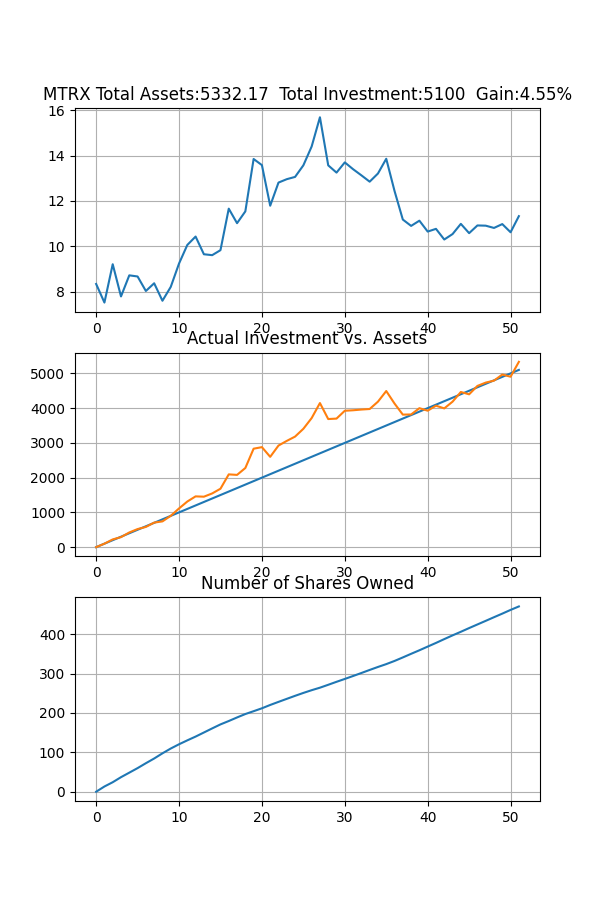 MTRX Total Assets:5332.17  Total Investment:5100  Gain:4.55%
16
14
12
10
8
0 10 20 30 40 50
Actual Investment vs. Assets
5000
4000
3000
2000
1000
0
0 10 20 30 40 50
Number of Shares Owned
400
300
200
100
0
0 10 20 30 40 50